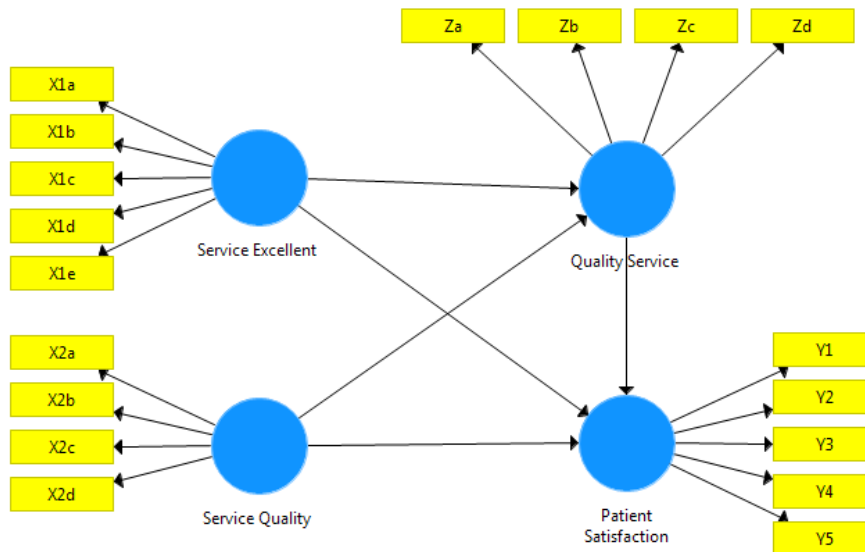 Za
Zb
Zc
Zd
X1a
X1b
X1c
X1d
X1e
Service Excellent
Quality Service
X2a
X2b
X2c
X2d
Service Quality
Y1
Y2
Y3
Y4
Y5
Patient
Satisfaction